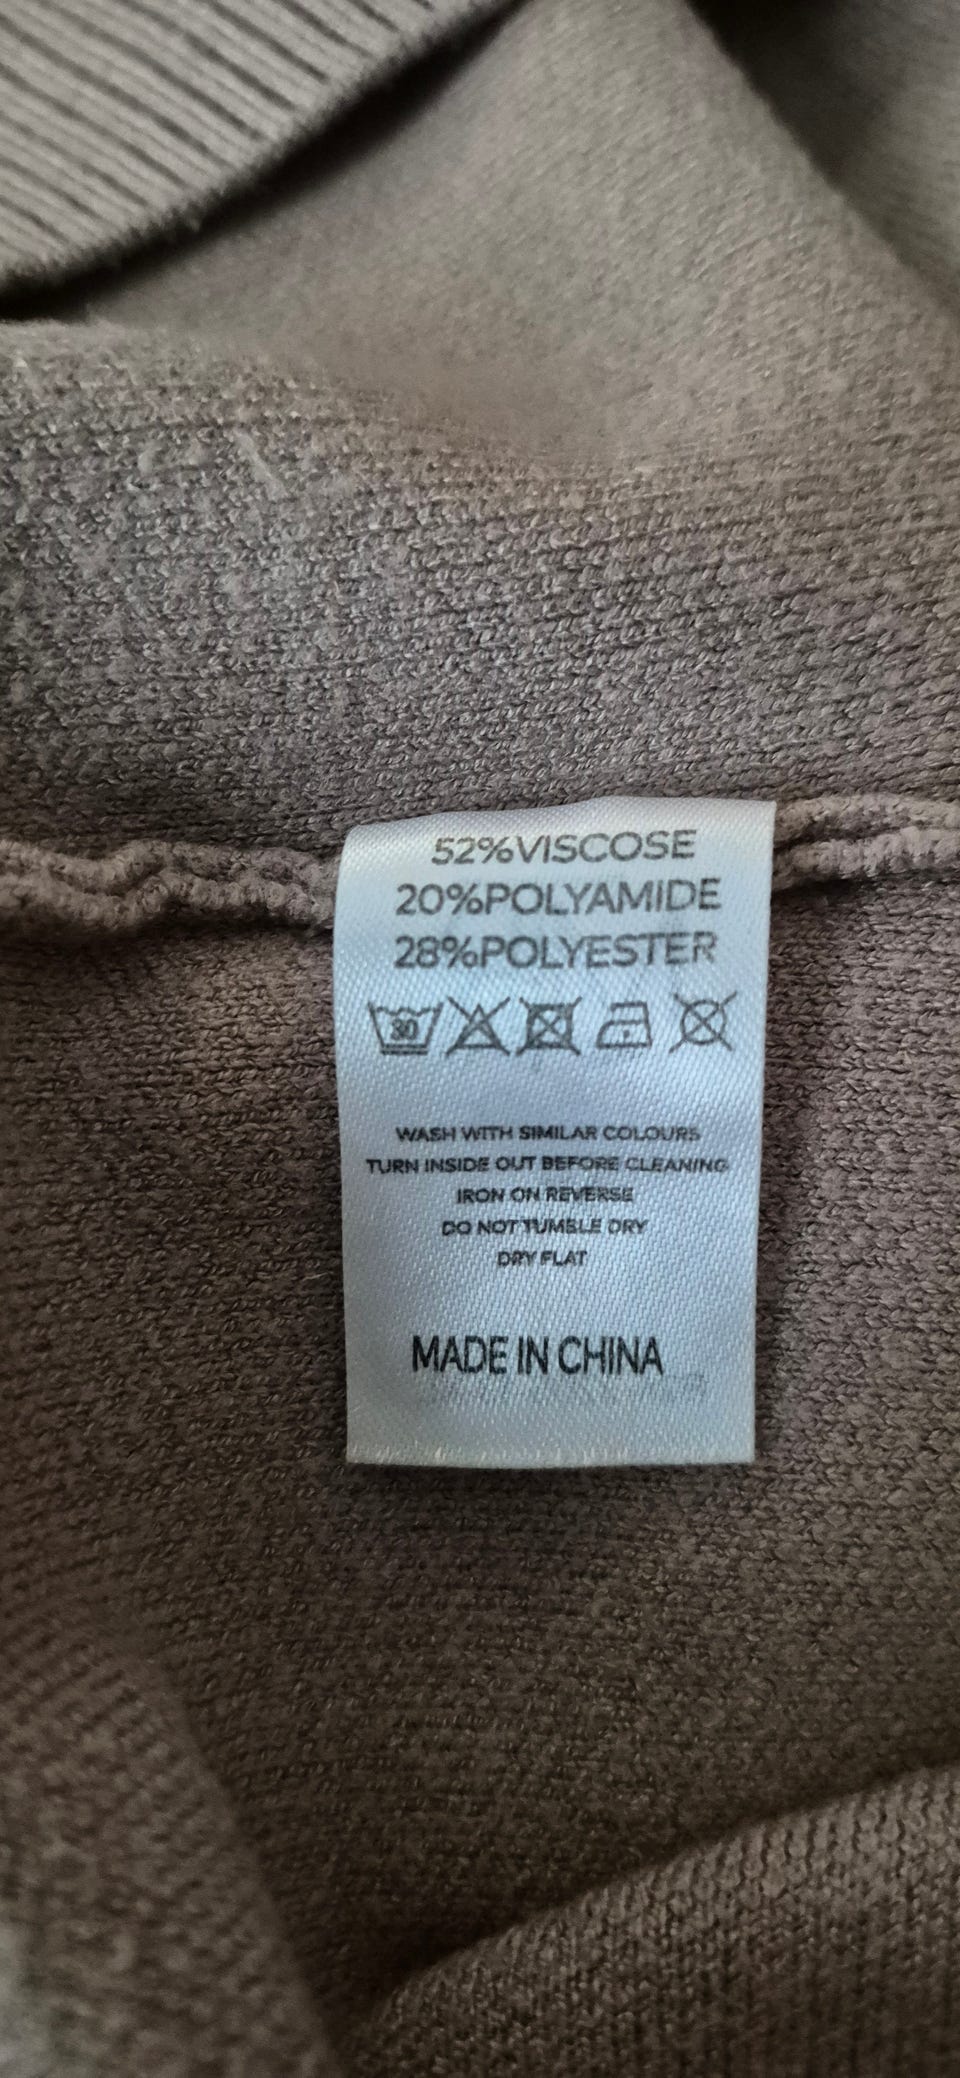 52%VISCOSE
20%POLYAMIDE
28%POLYESTER
30
WASH WITH SIMILAR COLOURS
TURN INSIDE OUT BEFORE CLEANING
IRON ON REVERSE
DO NOT TUMBLE DRY
DRY FLAT
MADE IN CHINA